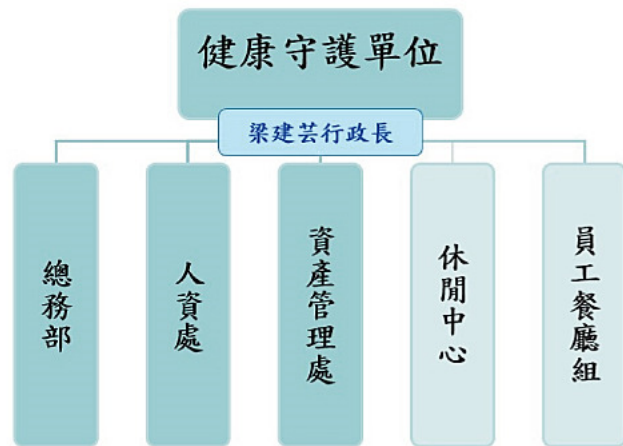 健康守護單位
梁建芸行政長
總務部
人資處
資產管理處
休閒中心
員工餐廳組